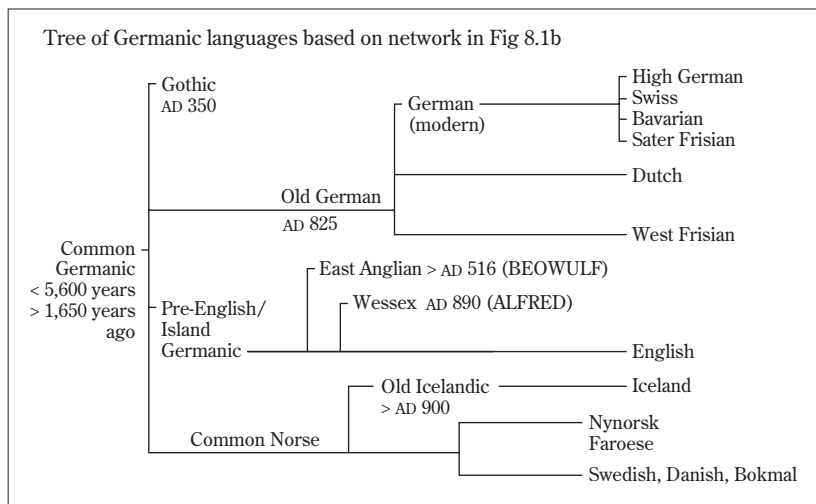 Tree of Germanic languages based on network in Fig 8.1b
Gothic
AD 350
Common
Germanic
< 5,600 years
> 1,650 years
ago
Old German
AD 825
German
(modern)
High German
Swiss
Bavarian
Sater Frisian
Dutch
West Frisian
Pre-English/
Island
Germanic
East Anglian > AD 516 (BEOWULF)
Wessex AD 890 (ALFRED)
English
Common Norse
Old Icelandic
> AD 900
Iceland
Nynorsk
Faroese
Swedish, Danish, Bokmal